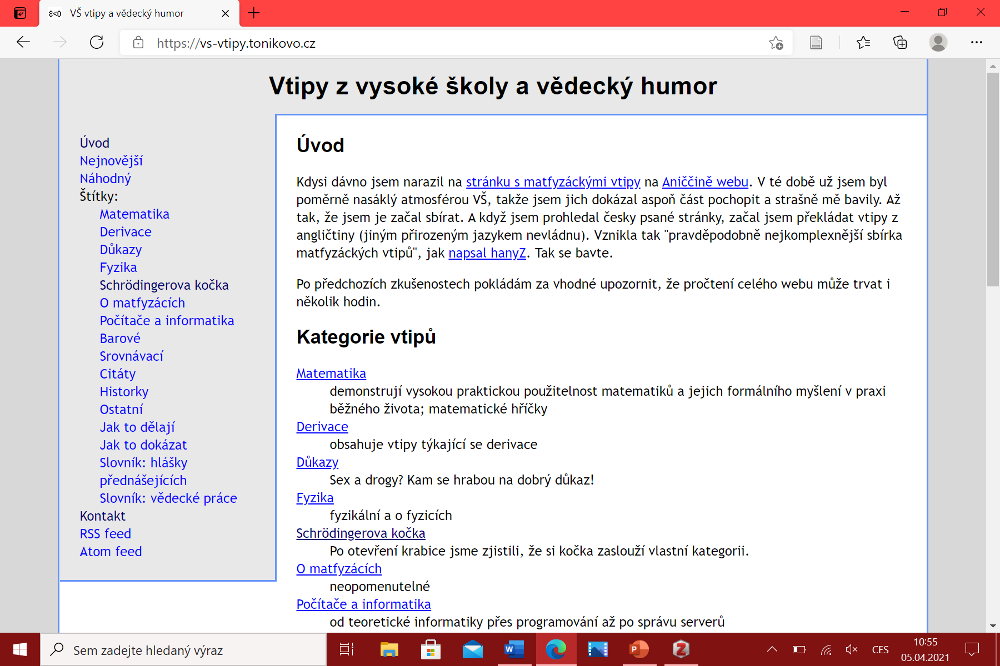 ε<0
VŠ vtipy a vědecký humor
https://vs-vtipy.tonikovo.cz
Vtipy z vysoké školy a vědecký humor
Úvod
Nejnovější
Náhodný
Štítky:
Matematika
Derivace
Důkazy
Fyzika
Schrödingerova kočka
O matfyzácích
Počítače a informatika
Barové
Srovnávací
Citáty
Historky
Ostatní
Jak to dělají
Jak to dokázat
Slovník: hlášky
přednášejících
Slovník: vědecké práce
Kontakt
RSS feed
Atom feed
Úvod
Kdysi dávno jsem narazil na stránku s matfyzáckými vtipy na Aniččině webu. V té době už jsem byl
poměrně nasáklý atmosférou VŠ, takže jsem jich dokázal aspoň část pochopit a strašně mě bavily. Až
tak, že jsem je začal sbírat. A když jsem prohledal česky psané stránky, začal jsem překládat vtipy z
angličtiny (jiným přirozeným jazykem nevládnu). Vznikla tak "pravděpodobně nejkomplexnější sbírka
matfyzáckých vtipů", jak napsal hanyZ. Tak se bavte.
Po předchozích zkušenostech pokládám za vhodné upozornit, že pročtení celého webu může trvat i
několik hodin.
Kategorie vtipů
Matematika
demonstrují vysokou praktickou použitelnost matematiků a jejich formálního myšlení v praxi
běžného života; matematické hříčky
Derivace
obsahuje vtipy týkající se derivace
Důkazy
Sex a drogy? Kam se hrabou na dobrý důkaz!
Fyzika
fyzikální a o fyzicích
Schrödingerova kočka
Po otevření krabice jsme zjistili, že si kočka zaslouží vlastní kategorii.
O matfyzácích
neopomenutelné
Počítače a informatika
od teoretické informatiky přes programování až po správu serverů
Sem zadejte hledaný výraz
W
P
Z
CES
10:55
05.04.2021